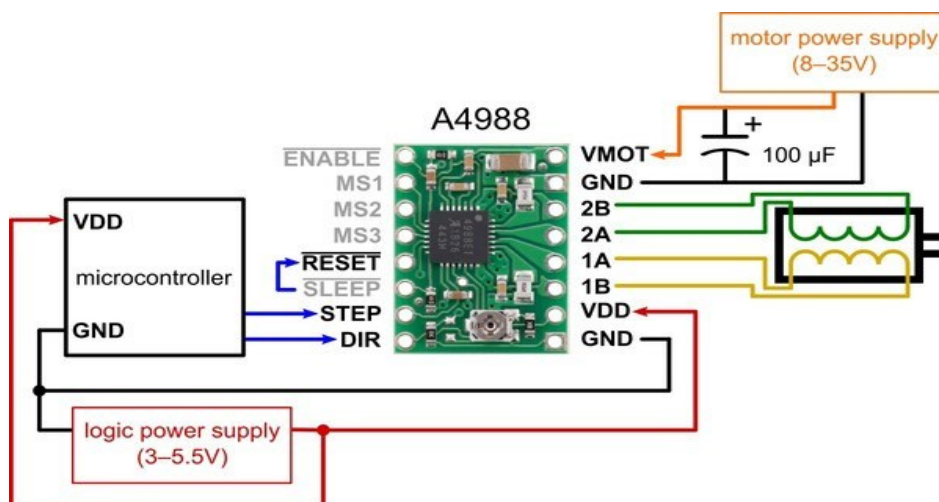 motor power supply
(8–35V)
A4988
ENABLE
MS1
MS2
MS3
RESET
SLEEP
STEP
DIR
VMOT
GND
2B
2A
1A
1B
VDD
GND
+
100 µF
VDD
microcontroller
GND
logic power supply
(3–5.5V)